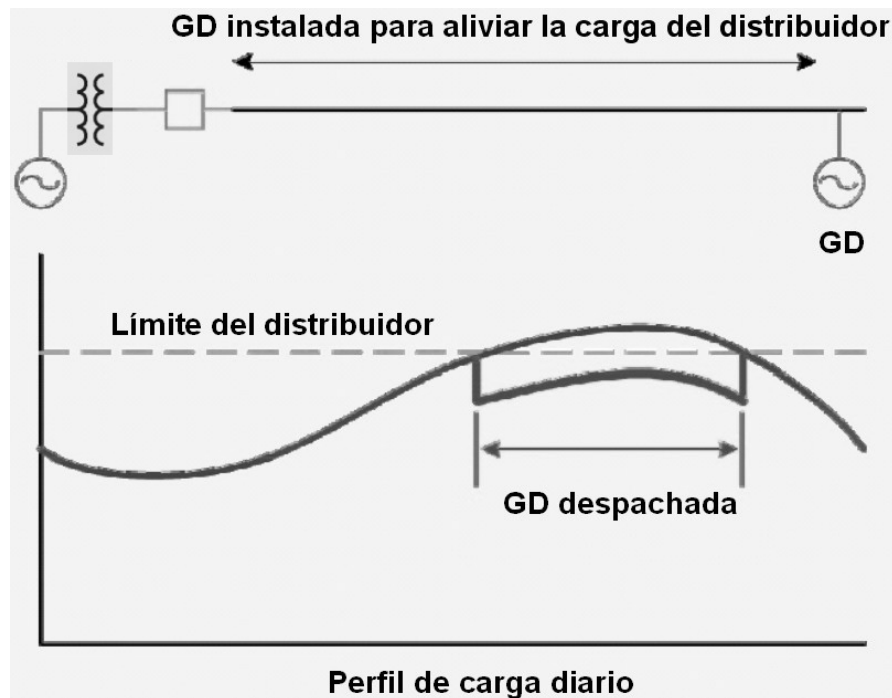 GD instalada para aliviar la carga del distribuidor
GD
Límite del distribuidor
GD despachada
Perfil de carga diario